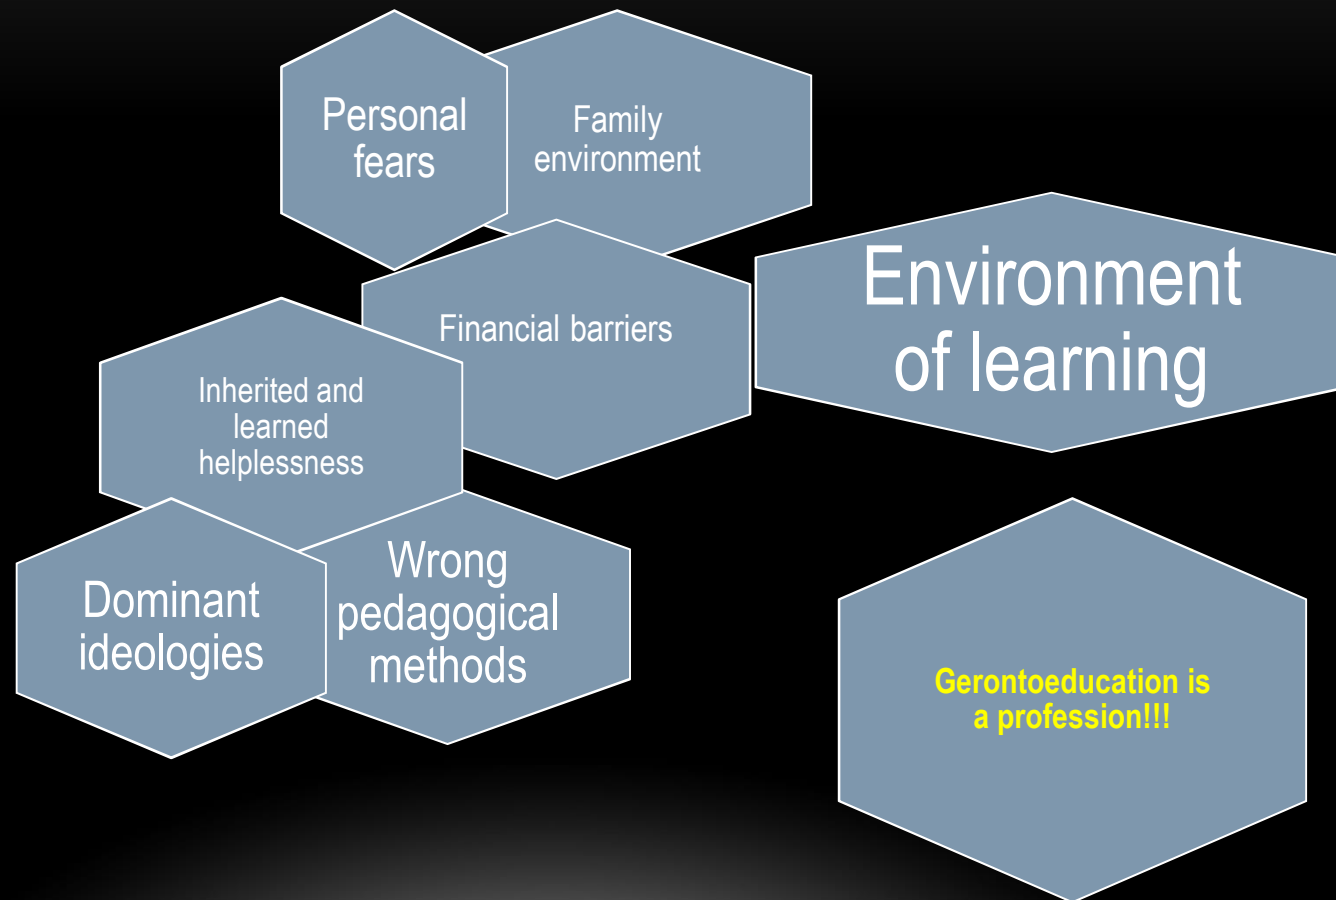 Personal
fears
Family
environment
Environment
of learning
Financial barriers
Inherited and
learned
helplessness
Dominant
ideologies
Wrong
pedagogical
methods
Gerontoeducation is
a profession!!!